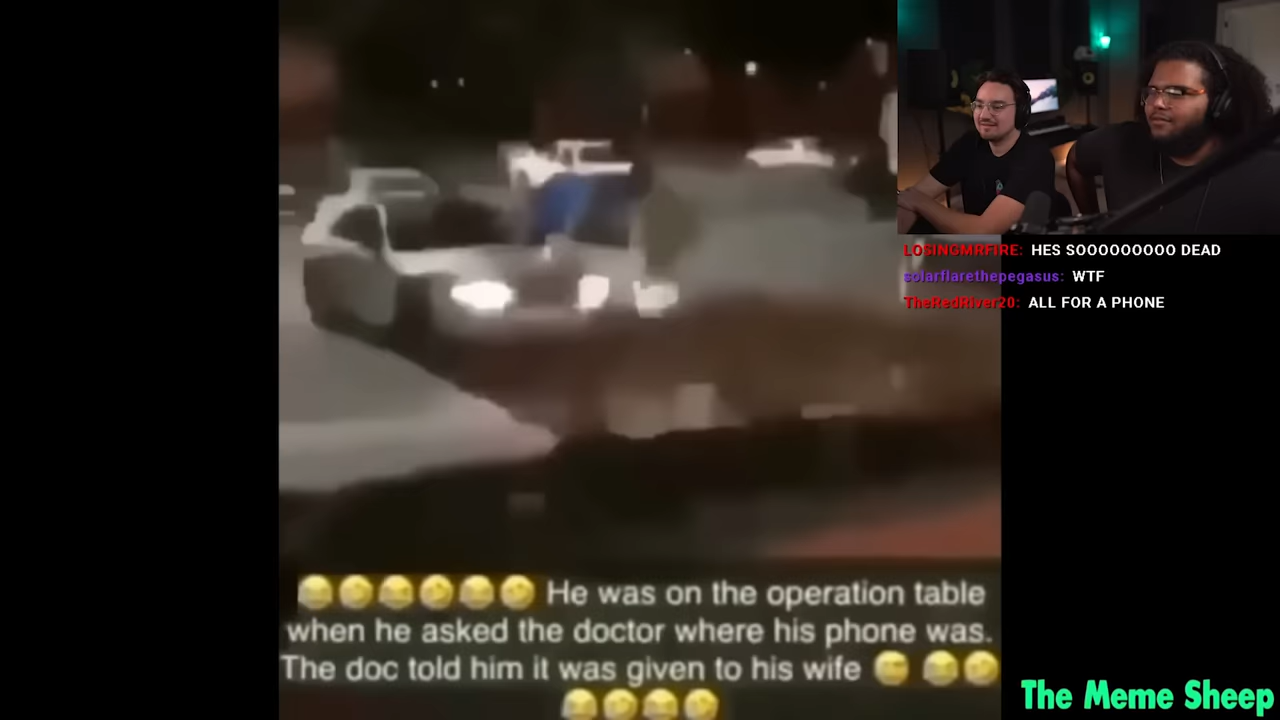 LOSINGMRFIRE: HES SOOOOOOOOO DEAD
solarflarethepegasus: WTF
TheRedRiver20: ALL FOR A PHONE
He was on the operation table
when he asked the doctor where his phone was.
The doc told him it was given to his wife
The Meme Sheep